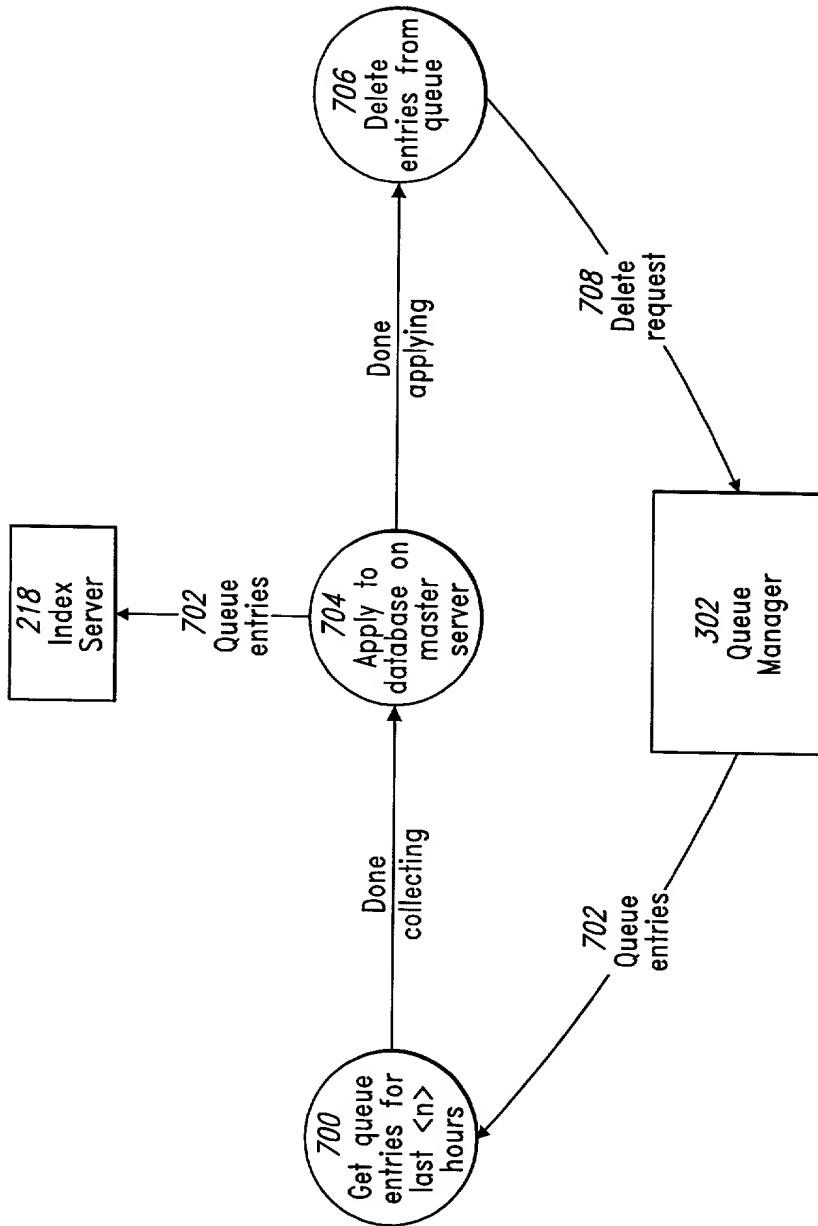 218
Index
Server
702
Queue
entries
700
Get queue
entries for
last <n>
hours
Done
collecting
704
Apply to
database on
master
server
Done
applying
706
Delete
entries from
queue
702
Queue
entries
302
Queue
Manager
708
Delete
request